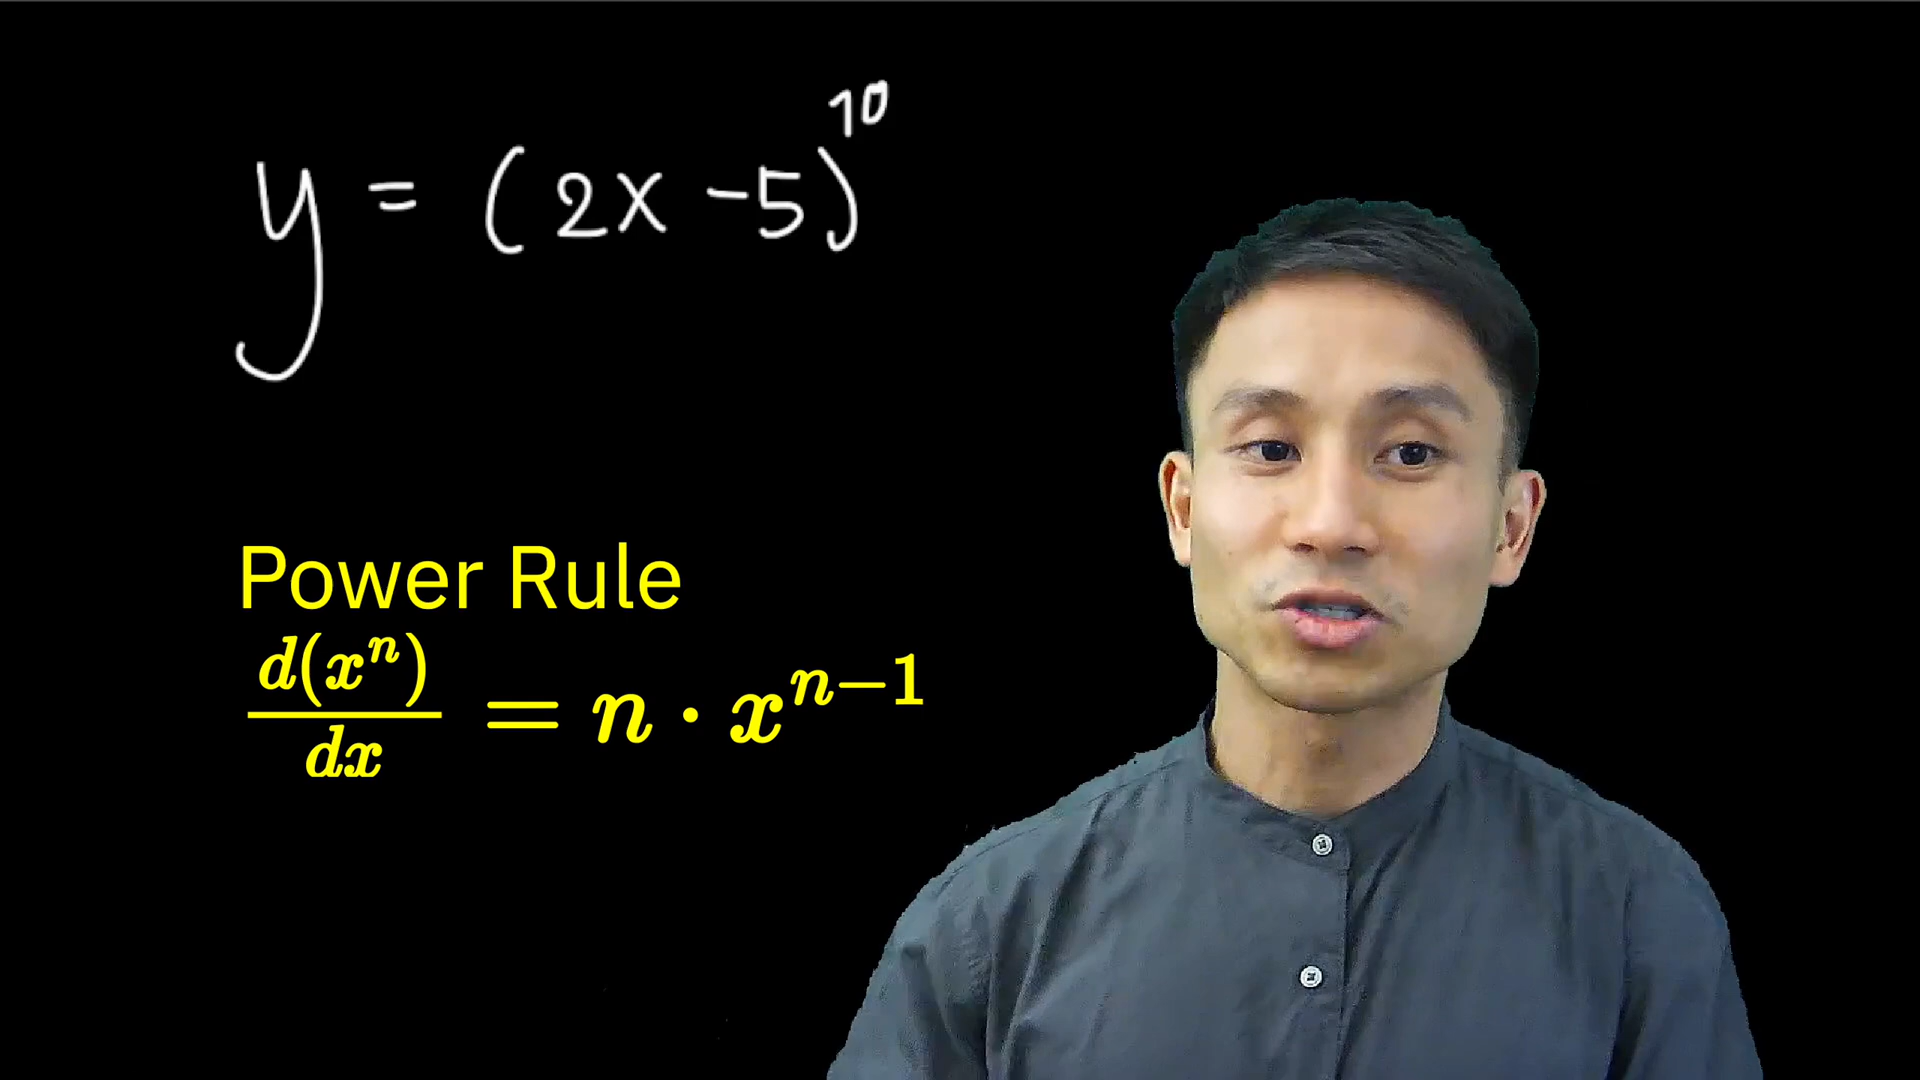 y = (2x - 5)^10
Power Rule
d(x^n)/dx = n · x^{n-1}